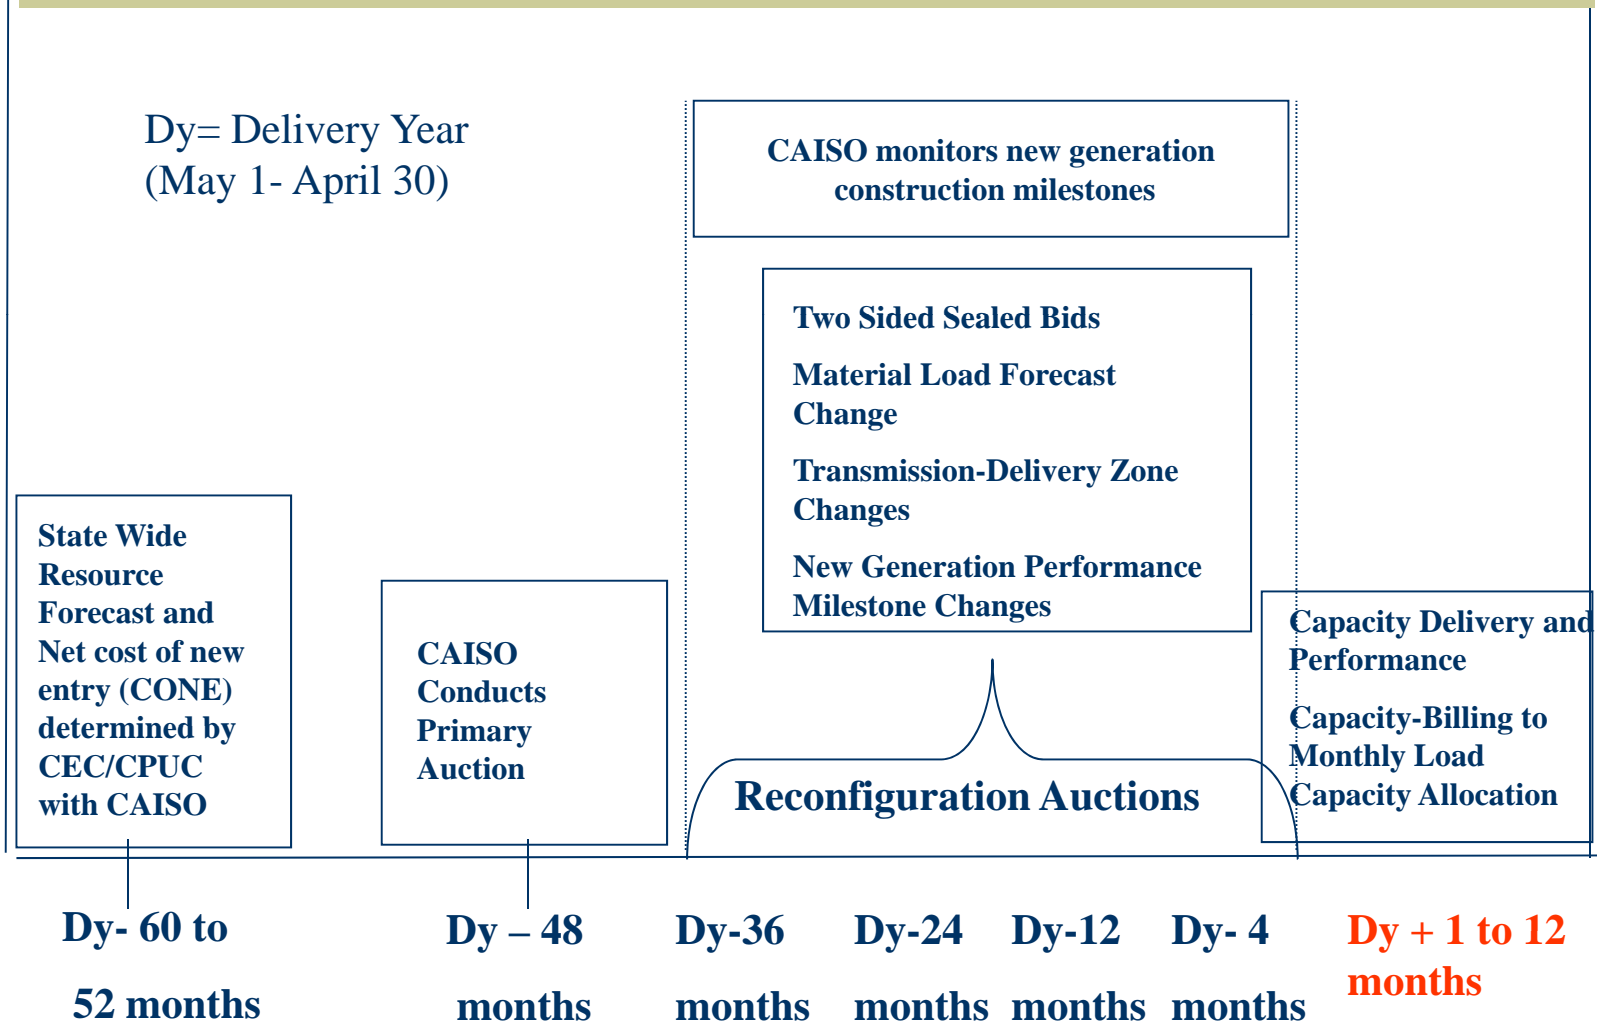 Dy= Delivery Year
(May 1- April 30)
CAISO monitors new generation
construction milestones
Two Sided Sealed Bids
Material Load Forecast
Change
Transmission-Delivery Zone
Changes
New Generation Performance
Milestone Changes
State Wide
Resource
Forecast and
Net cost of new
entry (CONE)
determined by
CEC/CPUC
with CAISO
CAISO
Conducts
Primary
Auction
Reconfiguration Auctions
Capacity Delivery and
Performance
Capacity-Billing to
Monthly Load
Capacity Allocation
Dy- 60 to
52 months
Dy – 48
months
Dy-36
months
Dy-24
months
Dy-12
months
Dy- 4
months
Dy + 1 to 12
months